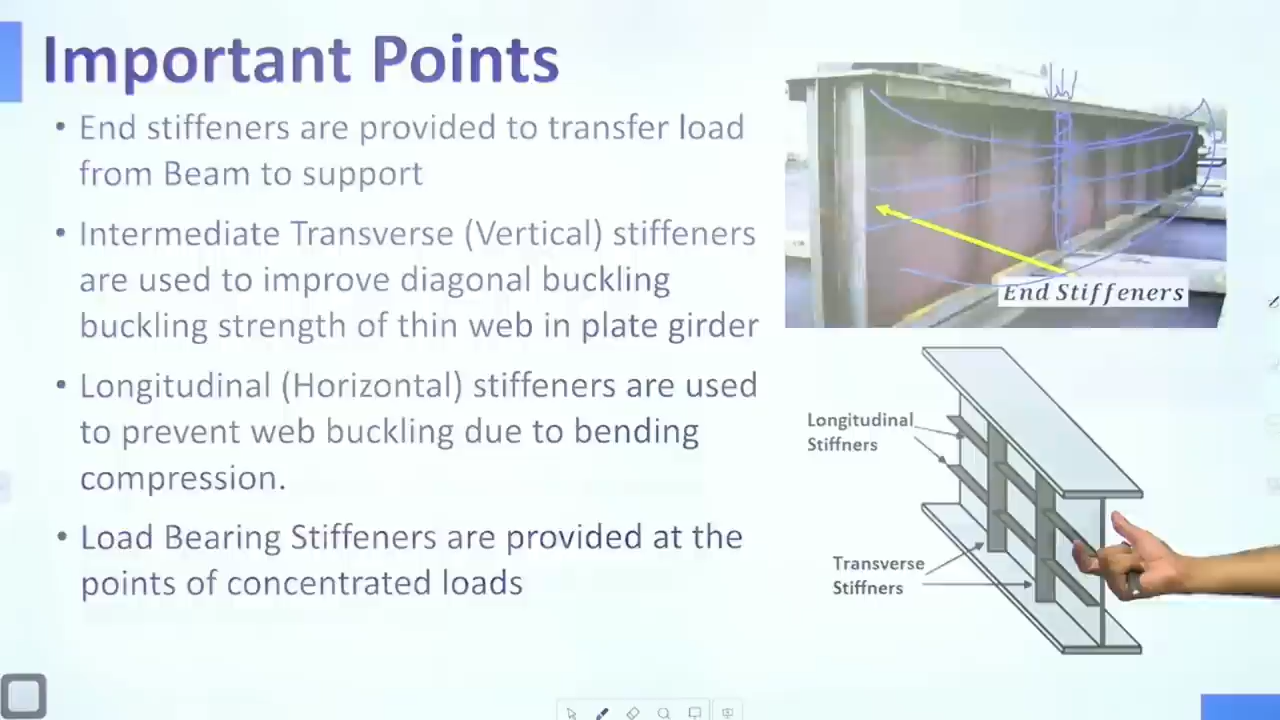 Important Points
• End stiffeners are provided to transfer load
from Beam to support
• Intermediate Transverse (Vertical) stiffeners
are used to improve diagonal buckling
buckling strength of thin web in plate girder
• Longitudinal (Horizontal) stiffeners are used
to prevent web buckling due to bending
compression.
• Load Bearing Stiffeners are provided at the
points of concentrated loads
End Stiffeners
Longitudinal
Stiffners
Transverse
Stiffners